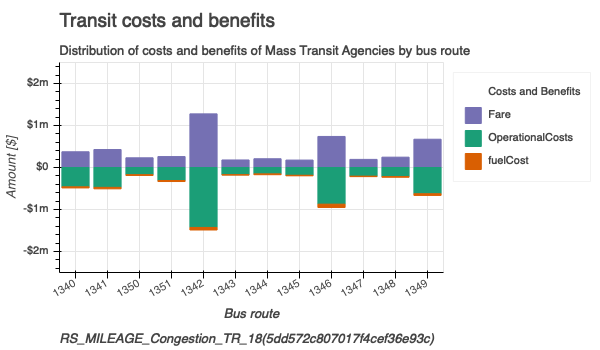 Transit costs and benefits
Distribution of costs and benefits of Mass Transit Agencies by bus route
$2m
$1m
$0
-$1m
-$2m
Amount [$]
Costs and Benefits
Fare
OperationalCosts
fuelCost
1340
1341
1350
1351
1342
1343
1344
1345
1346
1347
1348
1349
Bus route
RS_MILEAGE_Congestion_TR_18(5dd572c807017f4cef36e93c)